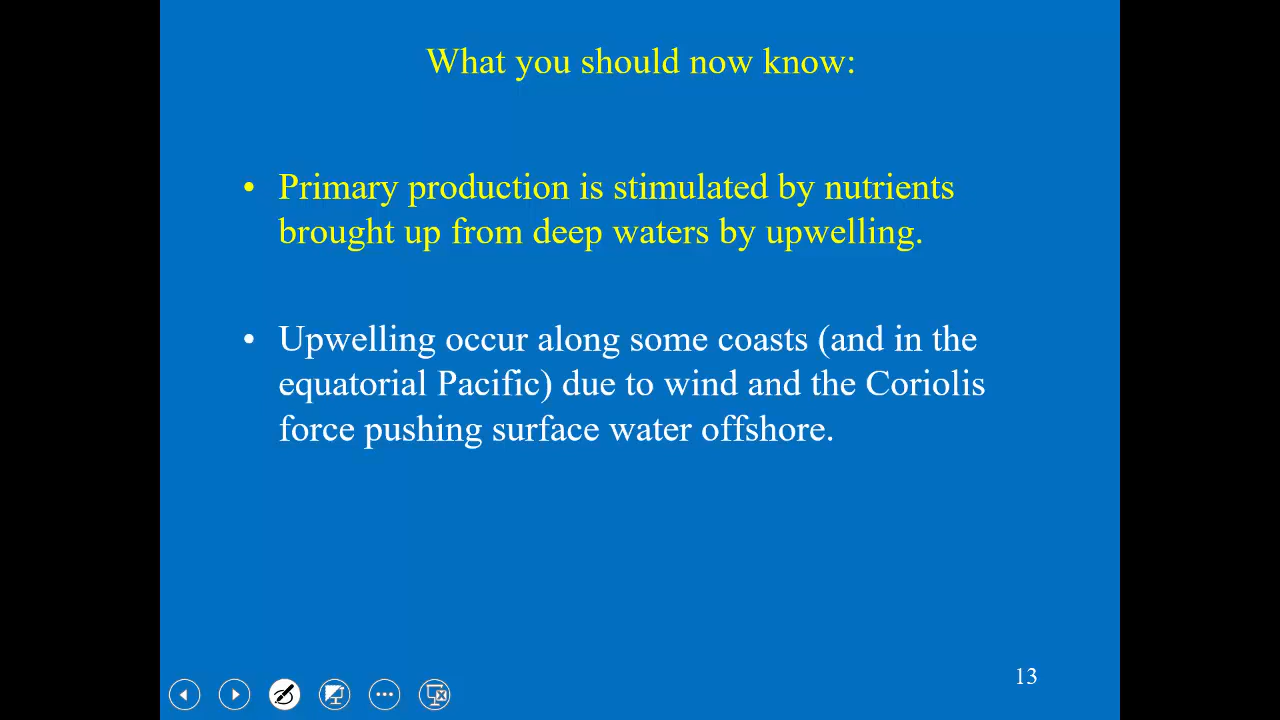 What you should now know:
• Primary production is stimulated by nutrients
brought up from deep waters by upwelling.
• Upwelling occur along some coasts (and in the
equatorial Pacific) due to wind and the Coriolis
force pushing surface water offshore.
13